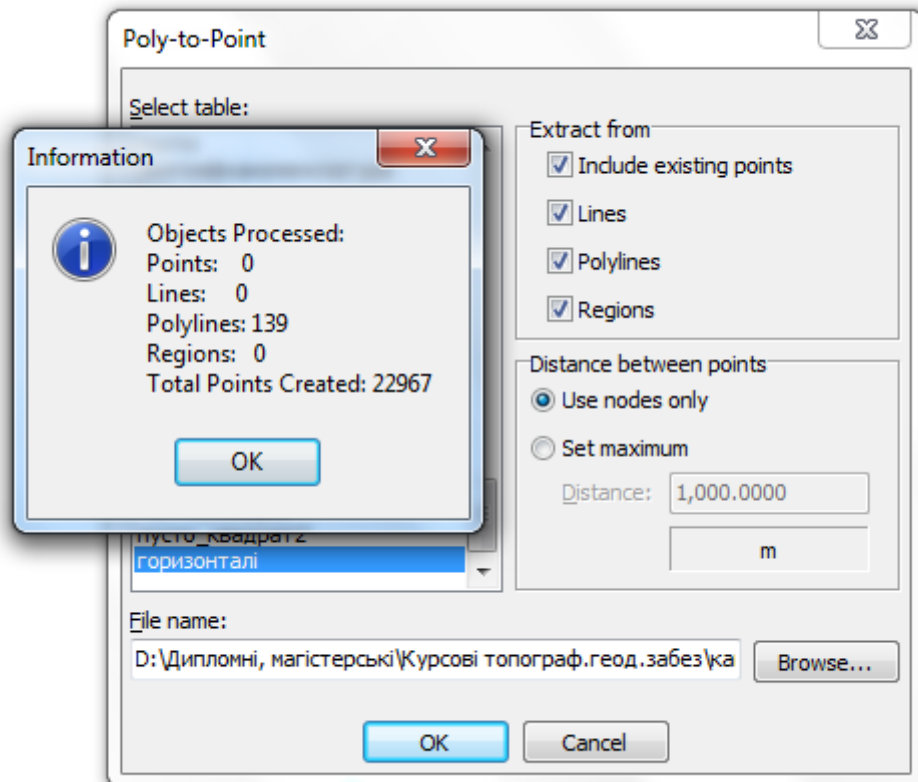 Poly-to-Point
Select table:
Information
Objects Processed:
Points: 0
Lines: 0
Polylines: 139
Regions: 0
Total Points Created: 22967
OK
пусто_квадрат2
горизонталі
Extract from
Include existing points
Lines
Polylines
Regions
Distance between points
Use nodes only
Set maximum
Distance: 1,000.0000
m
File name:
D:\Дипломні, магістерські\Курсові топограф.геод.забез\ка
Browse...
OK
Cancel